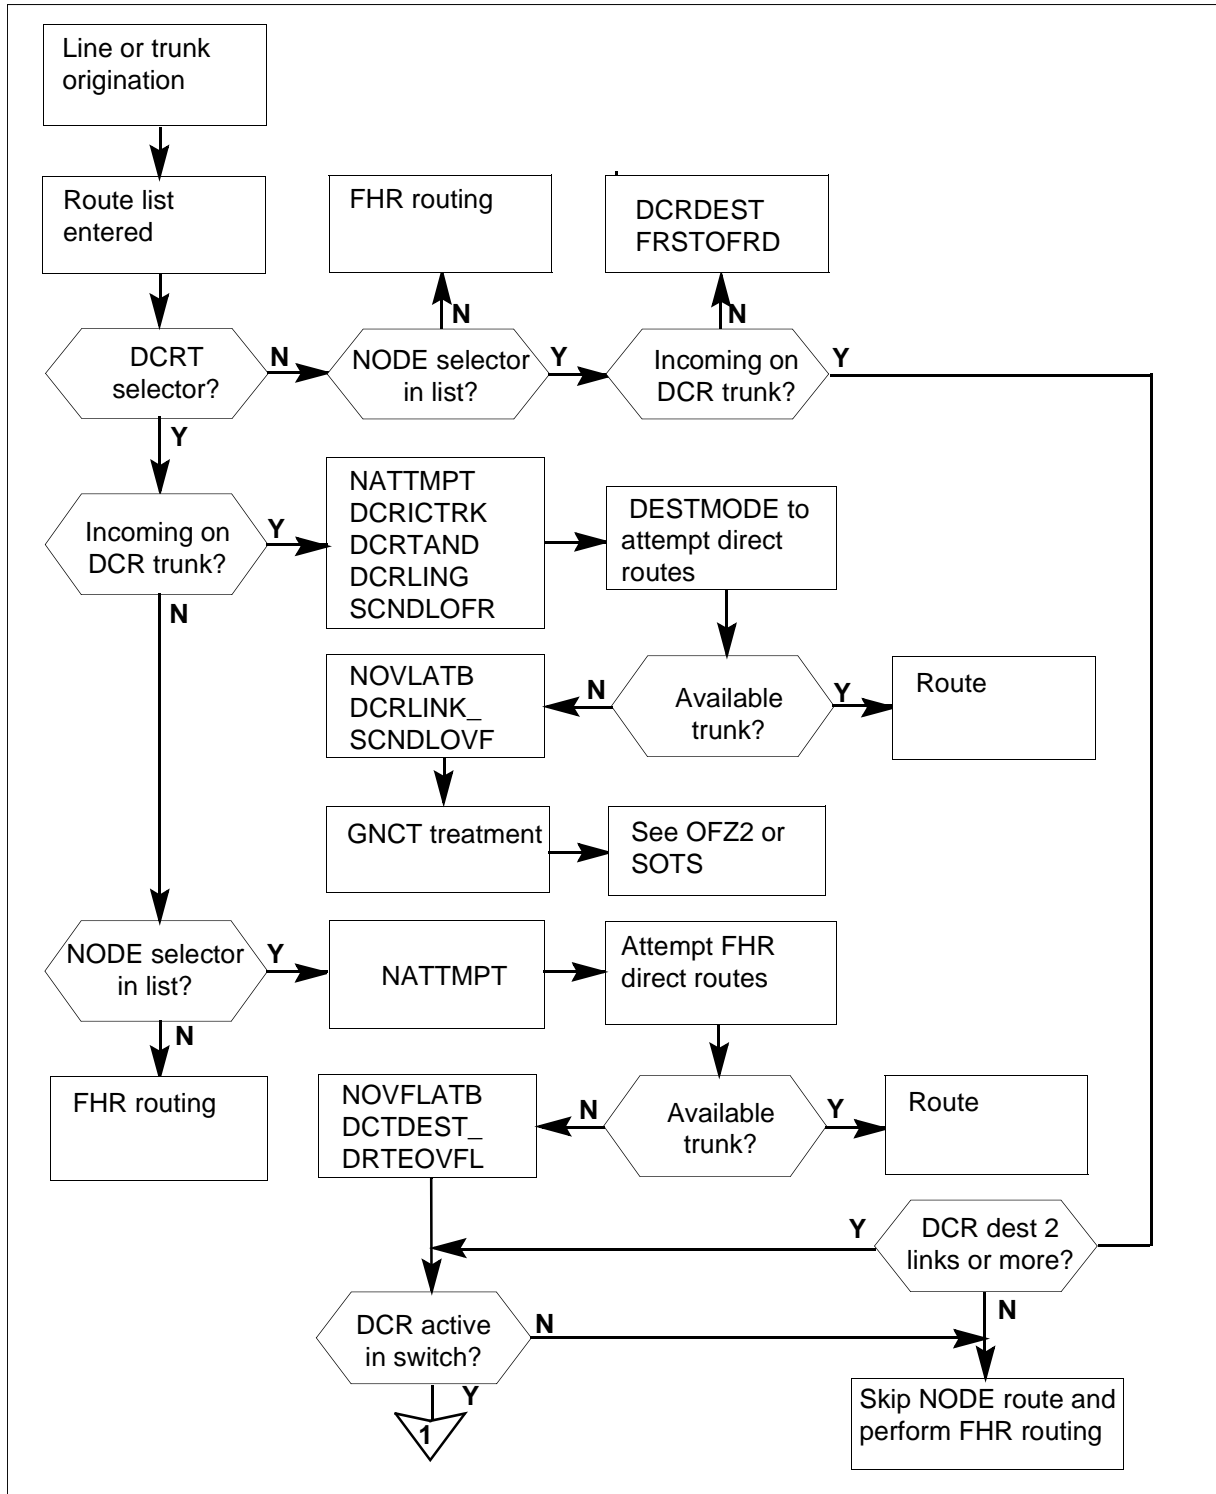 Line or trunk
origination
Route list
entered
FHR routing
DCRDEST
FRSTOFRD
N
N
DCRT
selector?
N
NODE selector
in list?
Y
Incoming on
DCR trunk?
Y
Y
Incoming on
DCR trunk?
Y
N
NATTMPT
DCRICTRK
DCRTAND
DCRLING
SCNDLOFR
DESTMODE to
attempt direct
routes
NOVLATB
DCRLINK_
SCNDLOVF
N
Available
trunk?
Y
Route
GNCT treatment
See OFZ2 or
SOTS
NODE selector
in list?
Y
N
NATTMPT
Attempt FHR
direct routes
FHR routing
NOVFLATB
DCTDEST_
DRTEOVFL
N
Available
trunk?
Y
Route
Y
DCR dest 2
links or more?
N
DCR active
in switch?
N
Y
1
Skip NODE route and
perform FHR routing